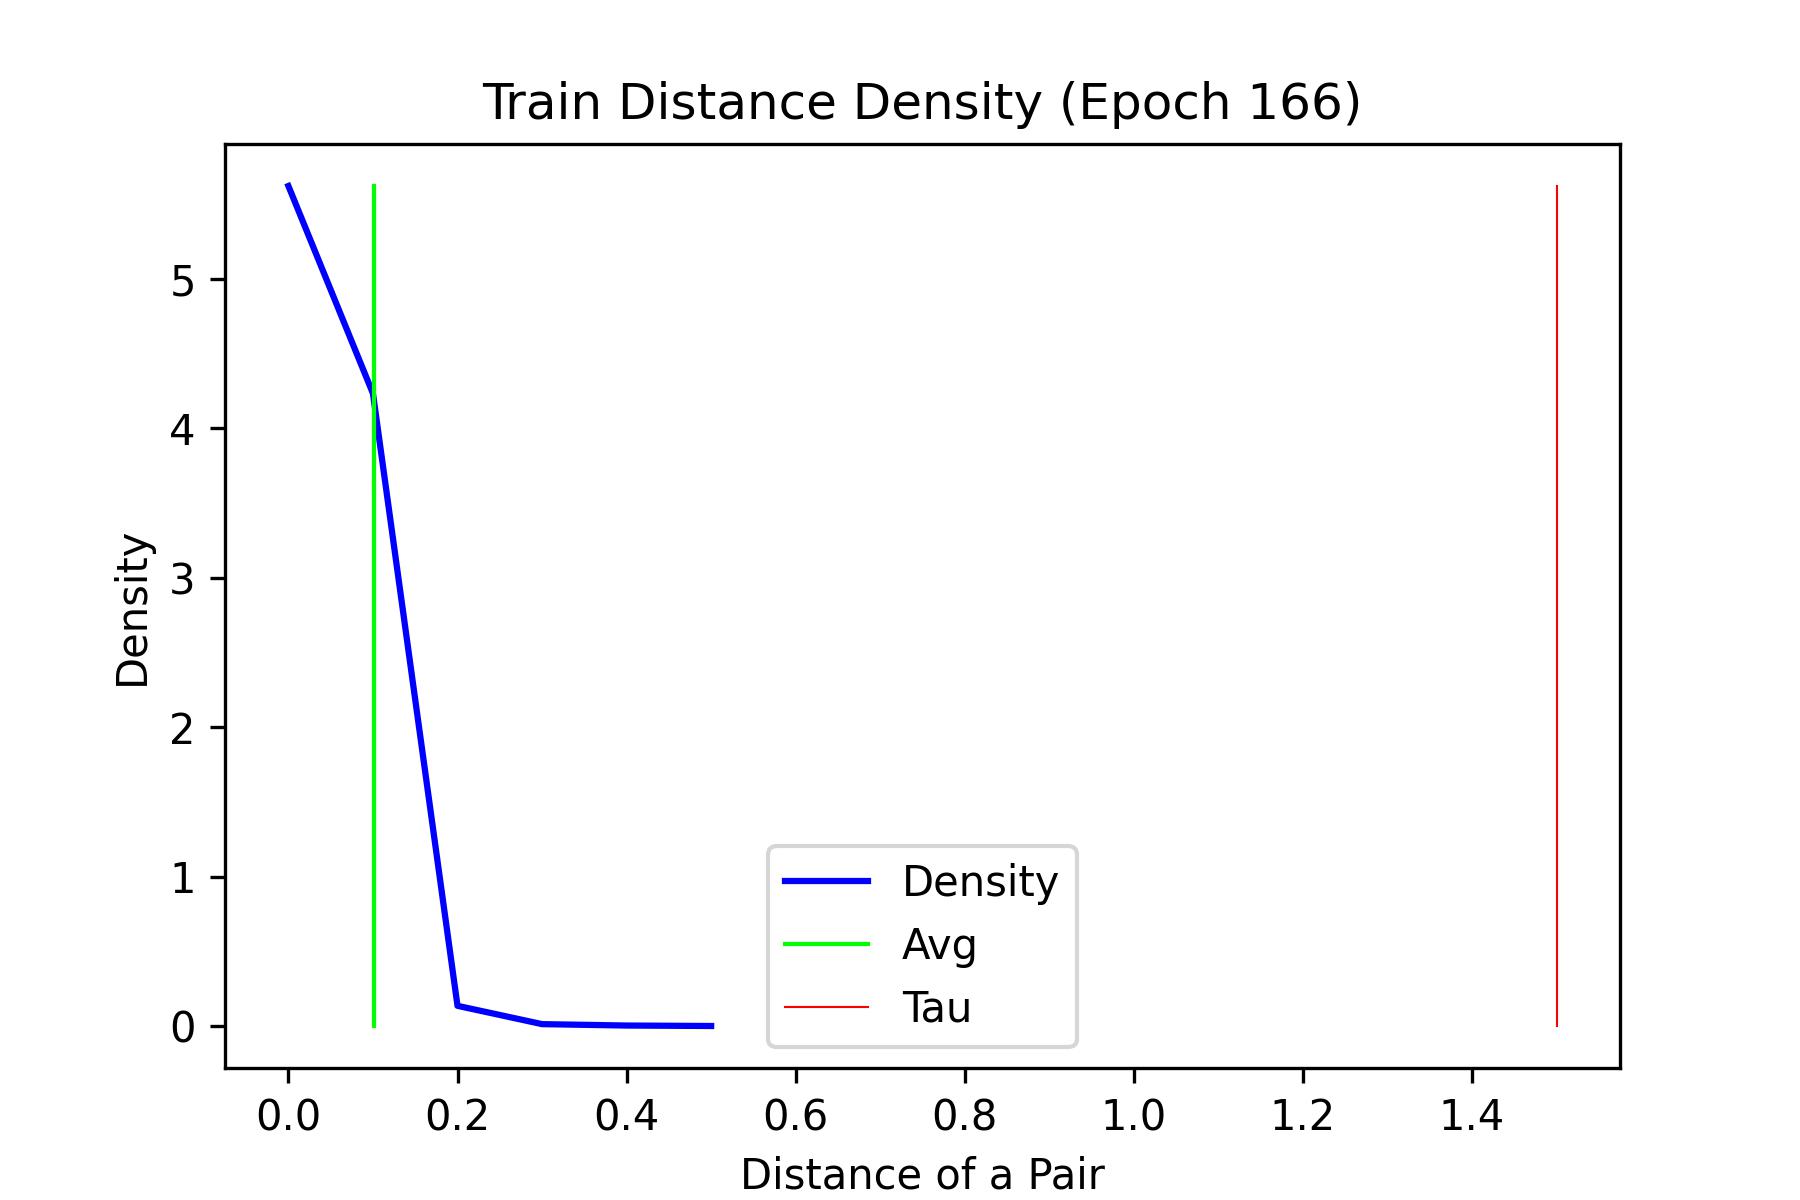 Train Distance Density (Epoch 166)
Density
5
4
3
2
1
0
Density
Avg
Tau
0.0 0.2 0.4 0.6 0.8 1.0 1.2 1.4
Distance of a Pair